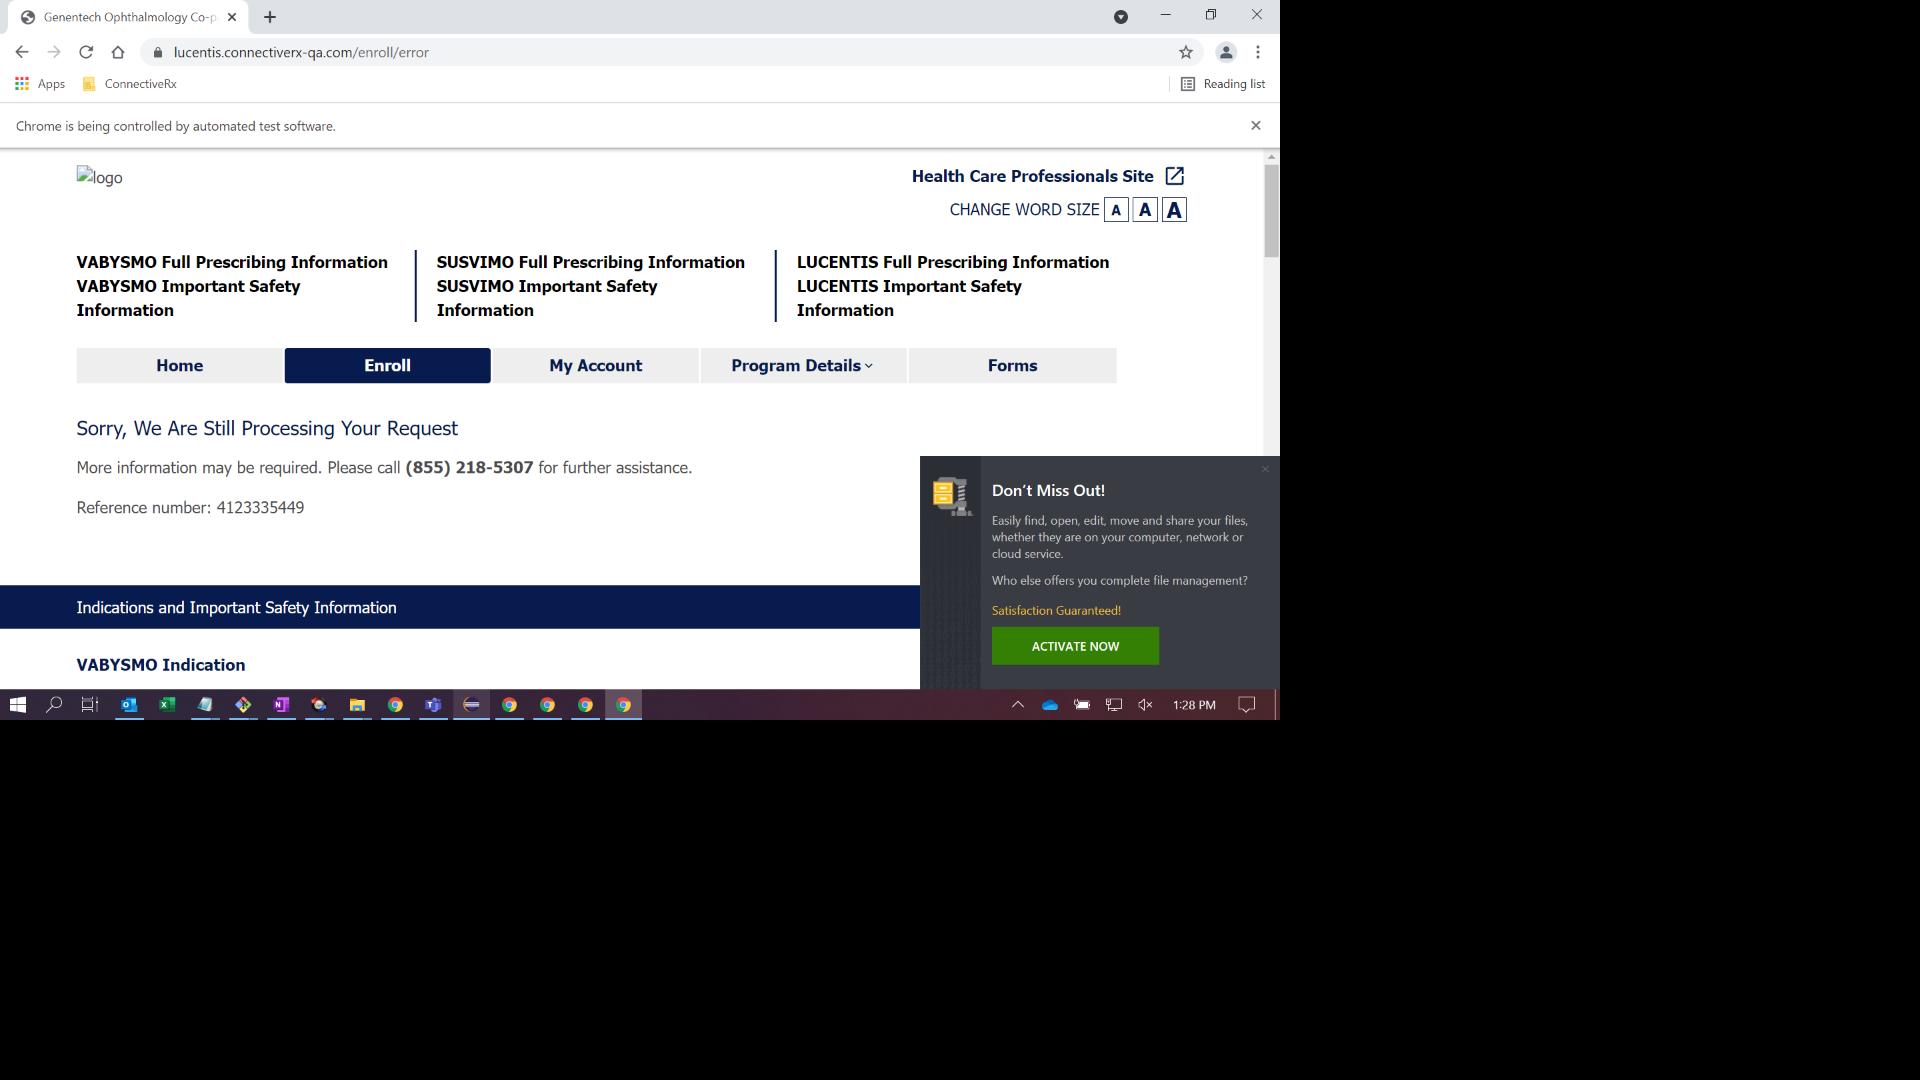 Genentech Ophthalmology Co-p
lucentis.connectiverx-qa.com/enroll/error
Apps
ConnectiveRx
Reading list
Chrome is being controlled by automated test software.
logo
Health Care Professionals Site
CHANGE WORD SIZE A A A
VABYSMO Full Prescribing Information
VABYSMO Important Safety
Information
SUSVIMO Full Prescribing Information
SUSVIMO Important Safety
Information
LUCENTIS Full Prescribing Information
LUCENTIS Important Safety
Information
Home
Enroll
My Account
Program Details
Forms
Sorry, We Are Still Processing Your Request
More information may be required. Please call (855) 218-5307 for further assistance.
Reference number: 4123335449
Don't Miss Out!
Easily find, open, edit, move and share your files,
whether they are on your computer, network or
cloud service.
Who else offers you complete file management?
Satisfaction Guaranteed!
ACTIVATE NOW
Indications and Important Safety Information
VABYSMO Indication
1:28 PM